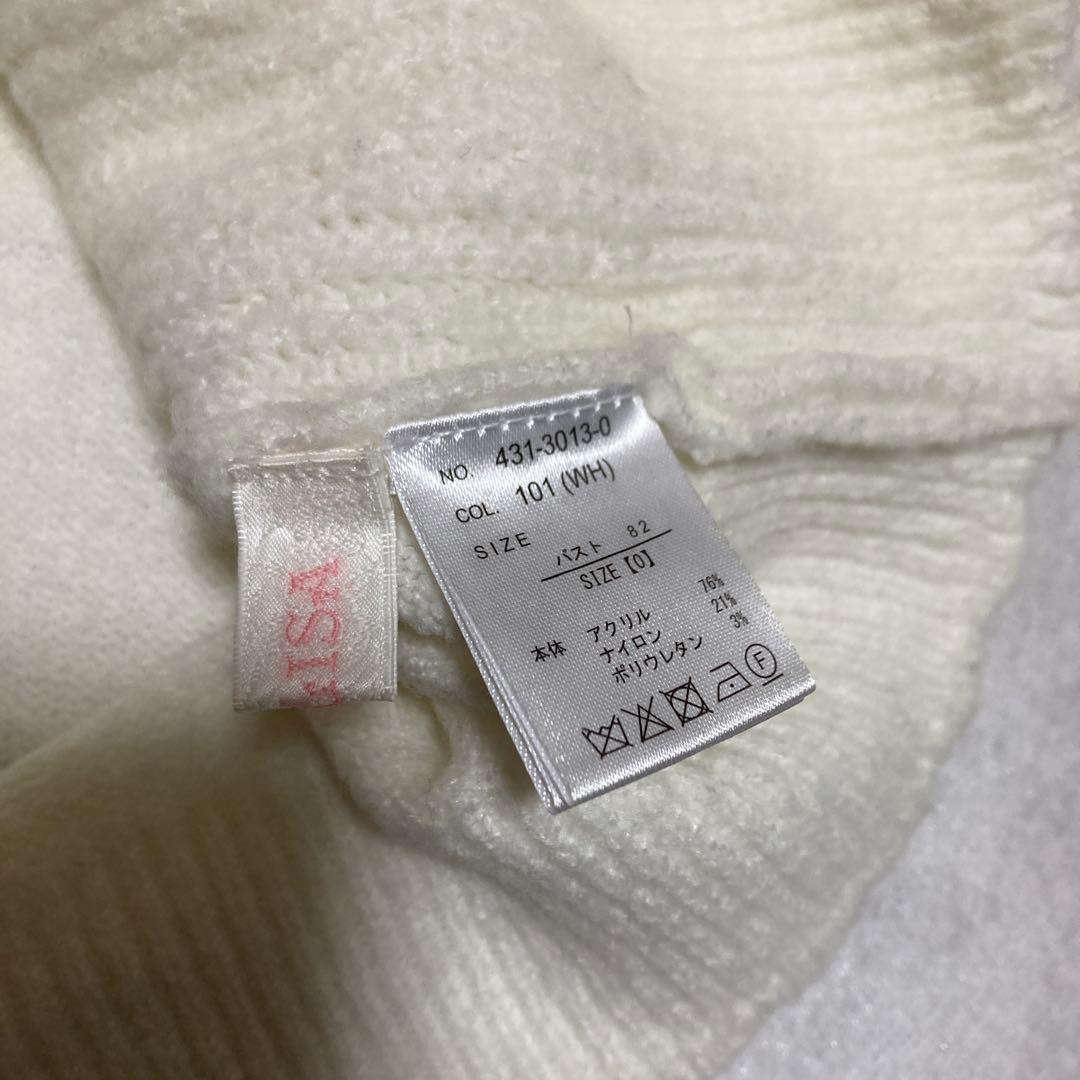 NO. 431-3013-0
COL. 101 (WH)
SIZE
バスト 82
SIZE【0】
本体 アクリル 76%
ナイロン 21%
ポリウレタン 3%
F
ISA